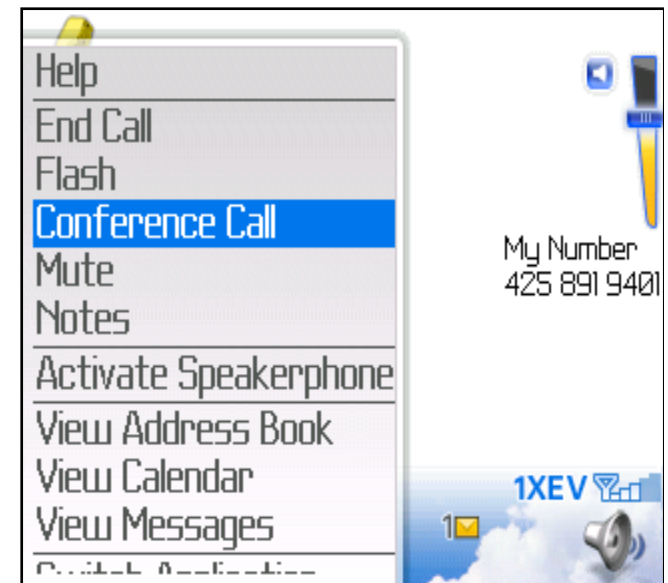 Help
End Call
Flash
Conference Call
Mute
Notes
Activate Speakerphone
View Address Book
View Calendar
View Messages
My Number
425 891 9401
1XEV
1